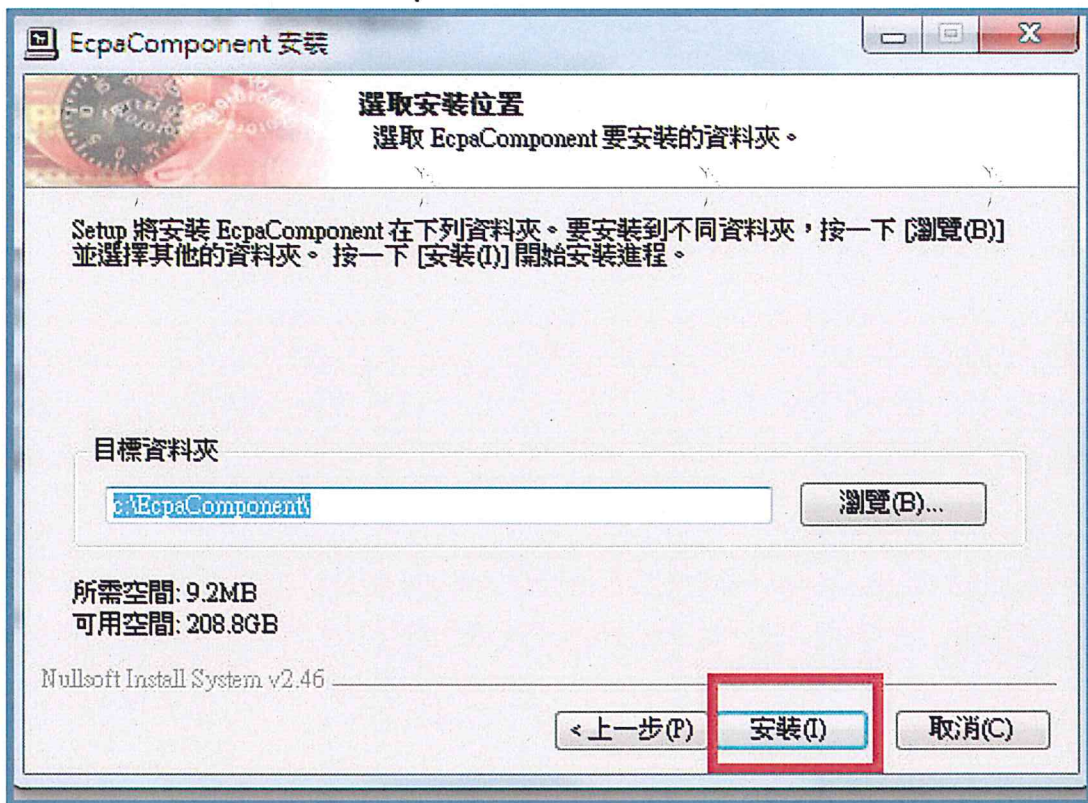 EcpaComponent 安裝
選取安裝位置
選取 EcpaComponent 要安裝的資料夾。
Setup 將安裝 EcpaComponent 在下列資料夾。要安裝到不同資料夾,按一下 [瀏覽(B)]
並選擇其他的資料夾。 按一下 [安裝(I)] 開始安裝進程。
目標資料夾
c:\EcpaComponent\
瀏覽(B)...
所需空間: 9.2MB
可用空間: 208.8GB
Nullsoft Install System v2.46
< 上一步(P)
安裝(I)
取消(C)